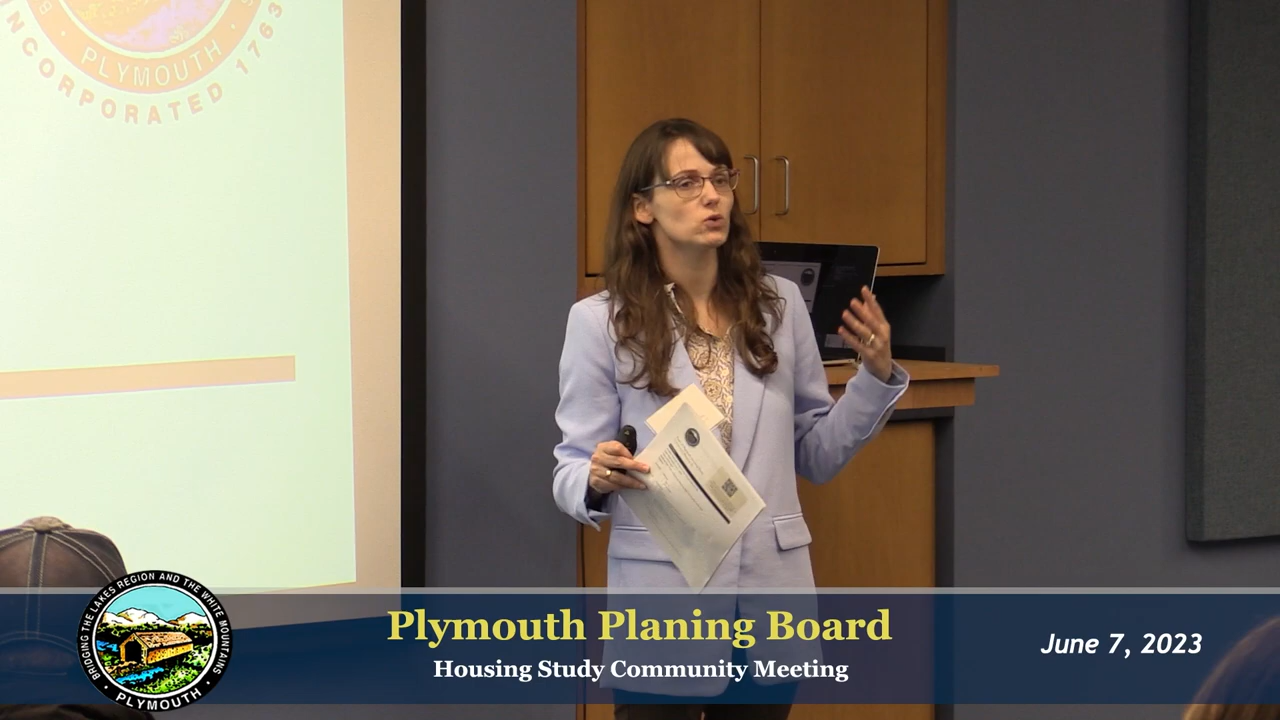 INCORPORATED 1763
PLYMOUTH
Plymouth Planing Board
Housing Study Community Meeting
June 7, 2023
BRIDGING THE LAKES REGION AND THE WHITE MOUNTAINS
PLYMOUTH